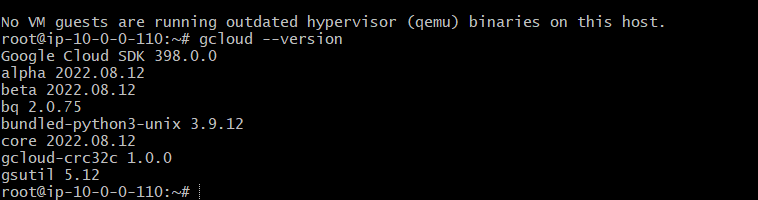 No VM guests are running outdated hypervisor (qemu) binaries on this host.
root@ip-10-0-0-110:~# gcloud --version
Google Cloud SDK 398.0.0
alpha 2022.08.12
beta 2022.08.12
bq 2.0.75
bundled-python3-unix 3.9.12
core 2022.08.12
gcloud-crc32c 1.0.0
gsutil 5.12
root@ip-10-0-0-110:~#